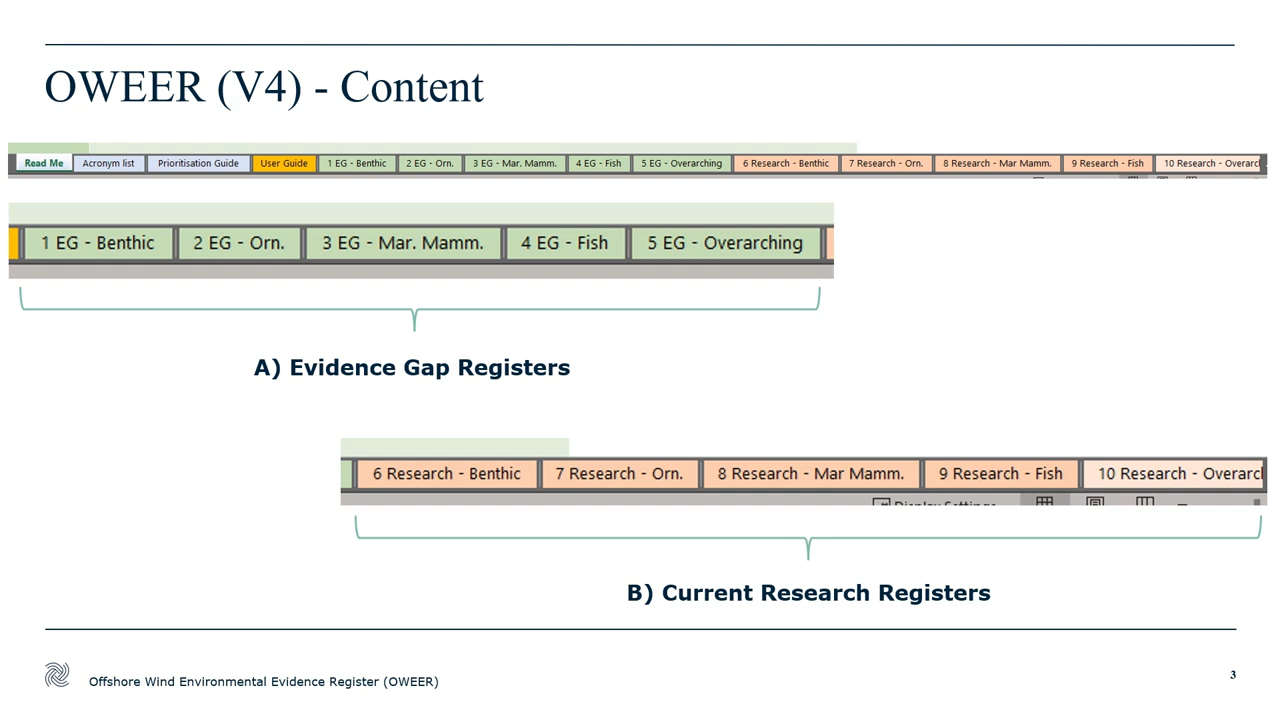 OWEER (V4) - Content
Read Me Acronym list Prioritisation Guide User Guide 1 EG - Benthic 2 EG - Orn. 3 EG - Mar. Mamm. 4 EG - Fish 5 EG - Overarching 6 Research - Benthic 7 Research - Orn. 8 Research - Mar Mamm. 9 Research - Fish 10 Research - Overarc
1 EG - Benthic 2 EG - Orn. 3 EG - Mar. Mamm. 4 EG - Fish 5 EG - Overarching
A) Evidence Gap Registers
6 Research - Benthic 7 Research - Orn. 8 Research - Mar Mamm. 9 Research - Fish 10 Research - Overarcl
Display Settings
B) Current Research Registers
Offshore Wind Environmental Evidence Register (OWEER)
3